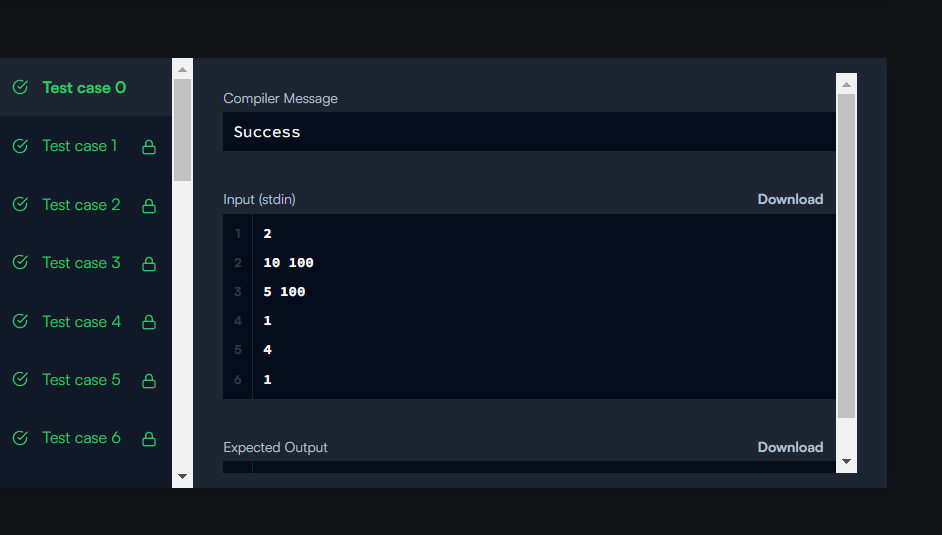 Test case 0
Test case 1
Test case 2
Test case 3
Test case 4
Test case 5
Test case 6
Compiler Message
Success
Input (stdin)
Download
1 2
2 10 100
3 5 100
4 1
5 4
6 1
Expected Output
Download